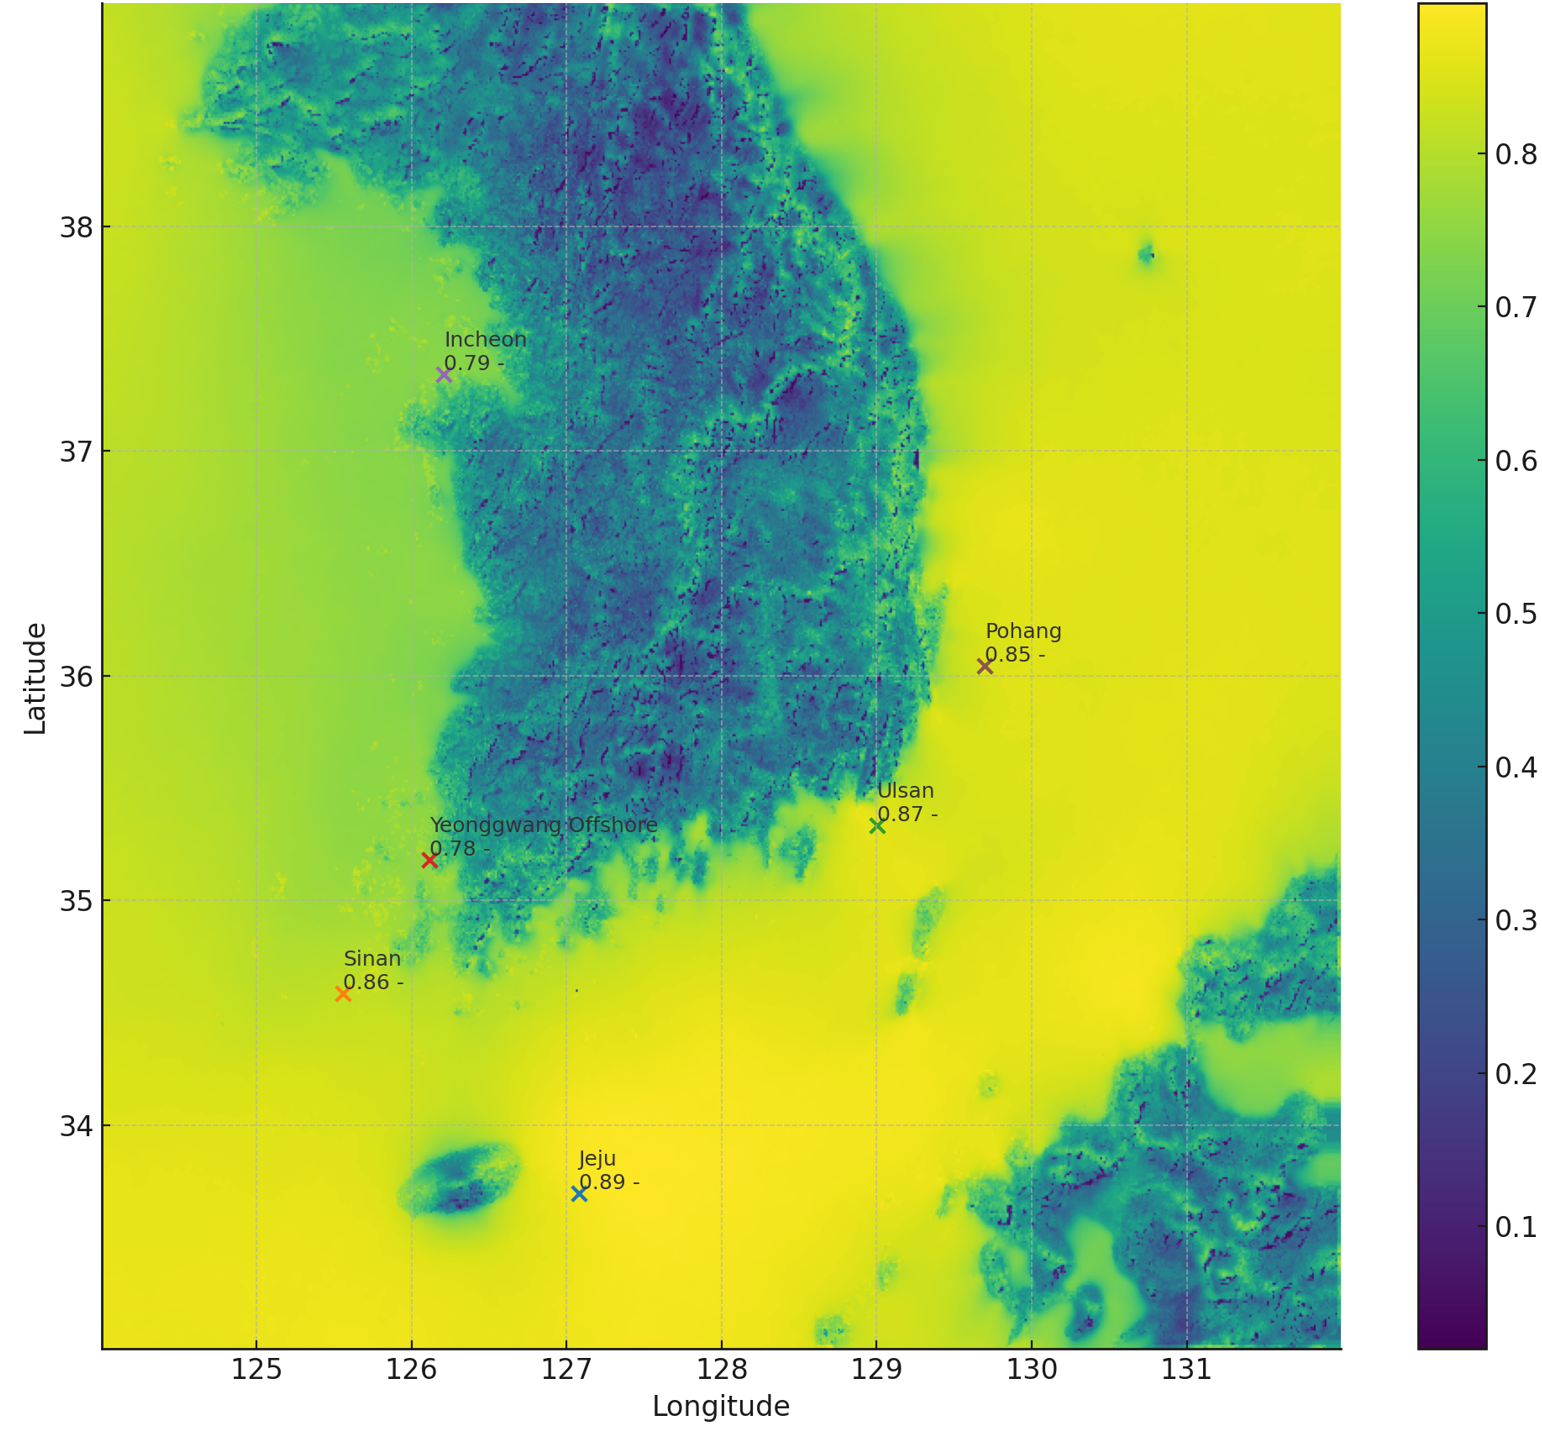 0.8
38
0.7
Incheon
0.79 -
37
0.6
0.5
Pohang
0.85 -
36
Latitude
0.4
Ulsan
0.87 -
Yeonggwang Offshore
0.78 -
35
0.3
Sinan
0.86 -
0.2
34
Jeju
0.89 -
0.1
125 126 127 128 129 130 131
Longitude